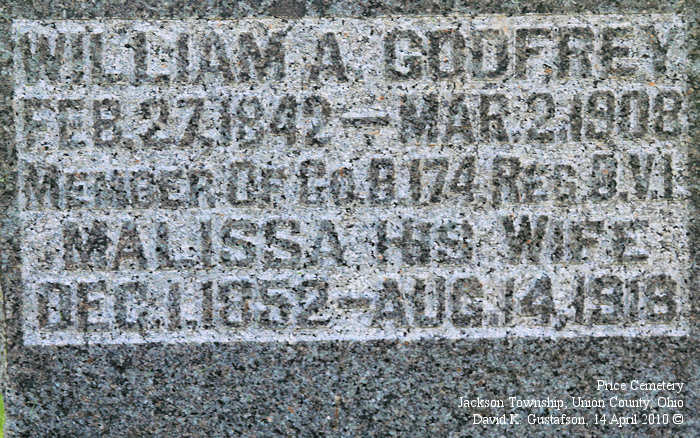 WILLIAM A. GODFREY
FEB. 27, 1842 — MAR. 2, 1908
MEMBER OF CO. B. 174, REG. O. V. I.
MALISSA HIS WIFE
DEC. 1, 1852 — AUG. 14, 1918
Price Cemetery
Jackson Township, Union County, Ohio
David K. Gustafson, 14 April 2010 ©